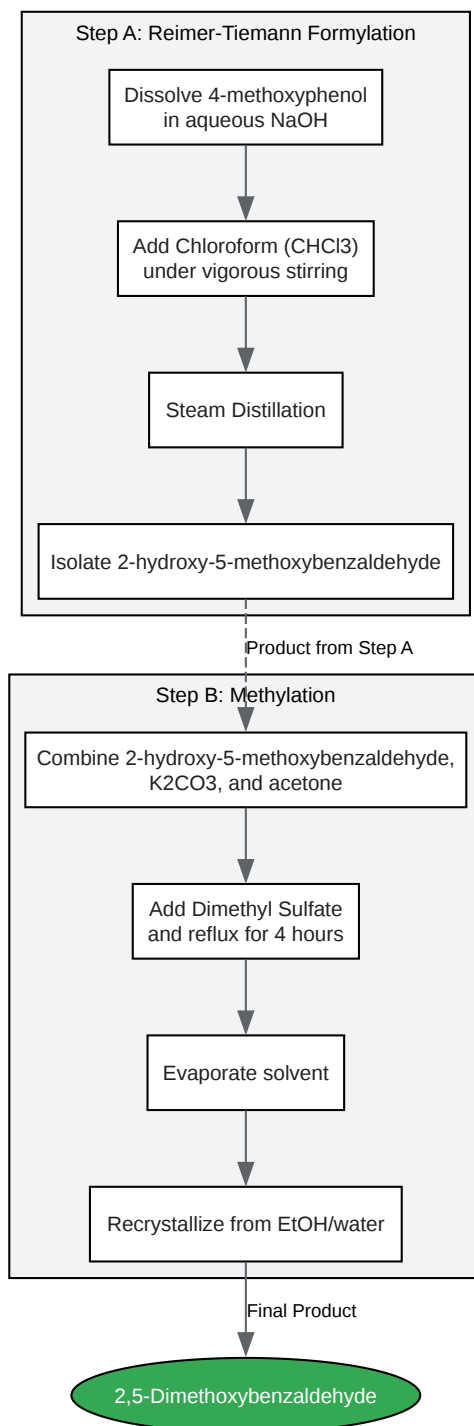 Step A: Reimer-Tiemann Formylation
Dissolve 4-methoxyphenol
in aqueous NaOH
Add Chloroform (CHCl3)
under vigorous stirring
Steam Distillation
Isolate 2-hydroxy-5-methoxybenzaldehyde
Product from Step A
Step B: Methylation
Combine 2-hydroxy-5-methoxybenzaldehyde,
K2CO3, and acetone
Add Dimethyl Sulfate
and reflux for 4 hours
Evaporate solvent
Recrystallize from EtOH/water
Final Product
2,5-Dimethoxybenzaldehyde